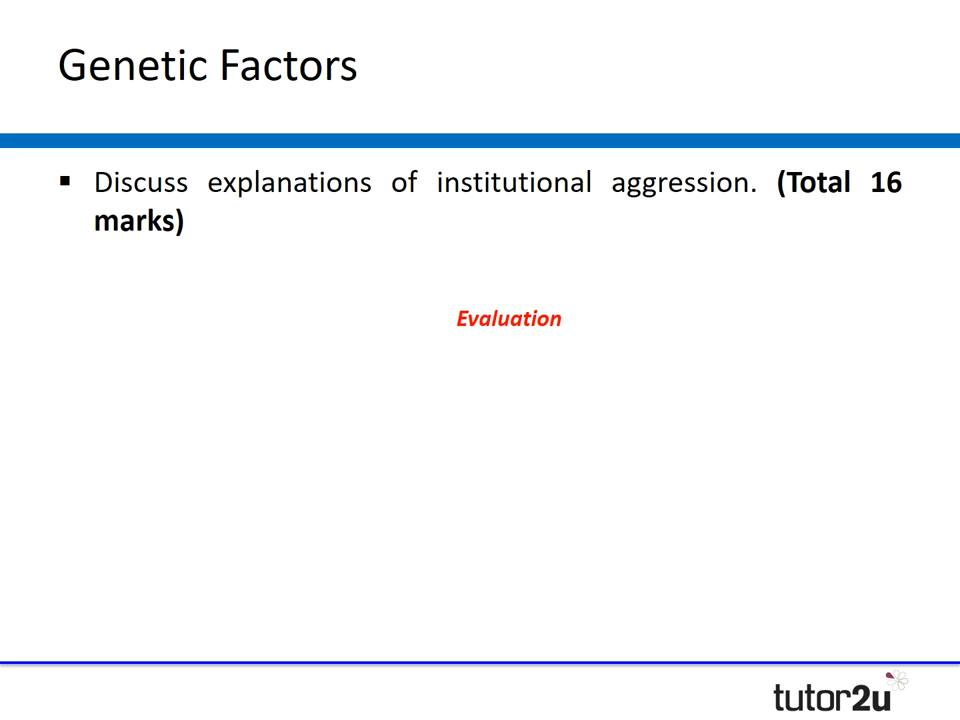 Genetic Factors
▪ Discuss explanations of institutional aggression. (Total 16
marks)
Evaluation
tutor2u